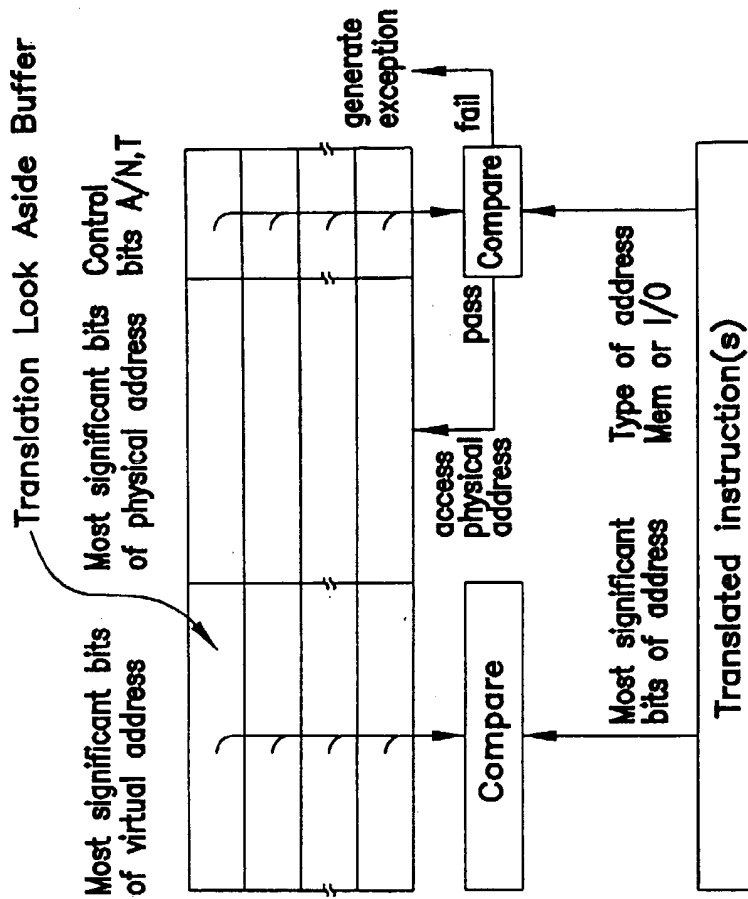 Translation Look Aside Buffer
Most significant bits
of virtual address
Most significant bits
of physical address
Control
bits A/N,T
Compare
access
physical
address
pass
Compare
fail
generate
exception
Most significant
bits of address
Type of address
Mem or I/O
Translated instruction(s)